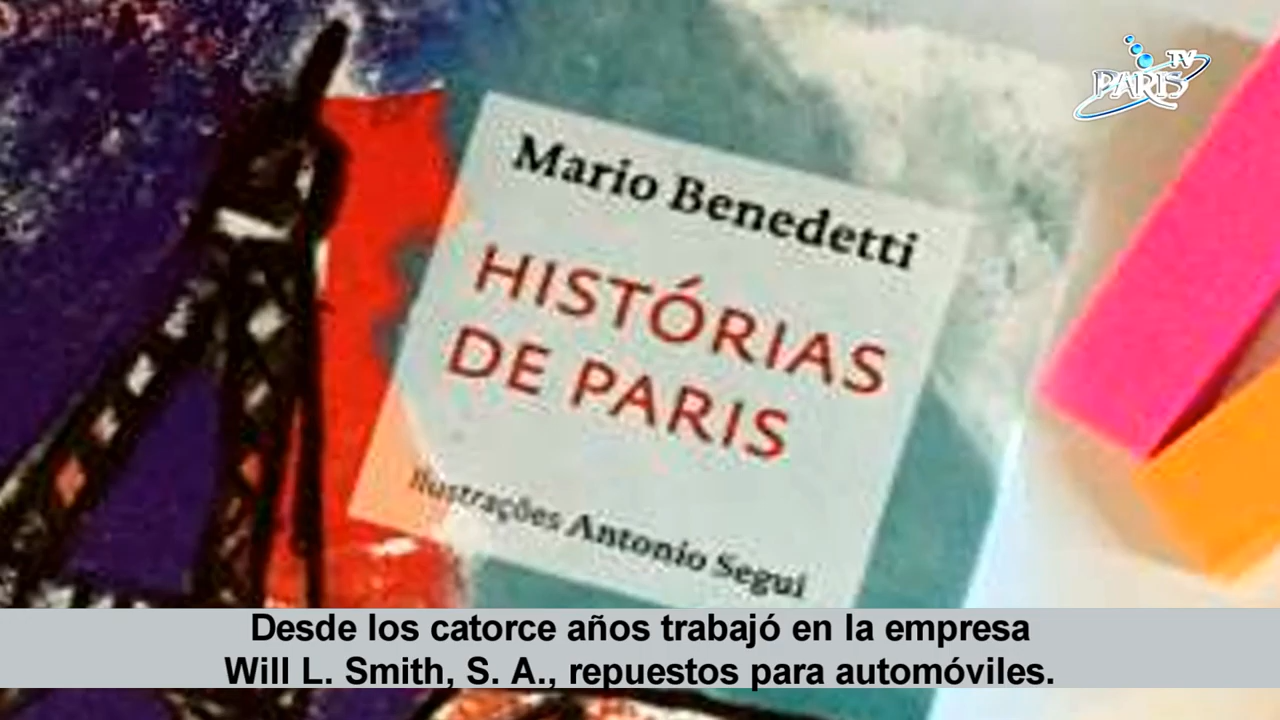 PARIS TV
Mario Benedetti
HISTÓRIAS
DE PARIS
Ilustrações Antonio Segui
Desde los catorce años trabajó en la empresa
Will L. Smith, S. A., repuestos para automóviles.